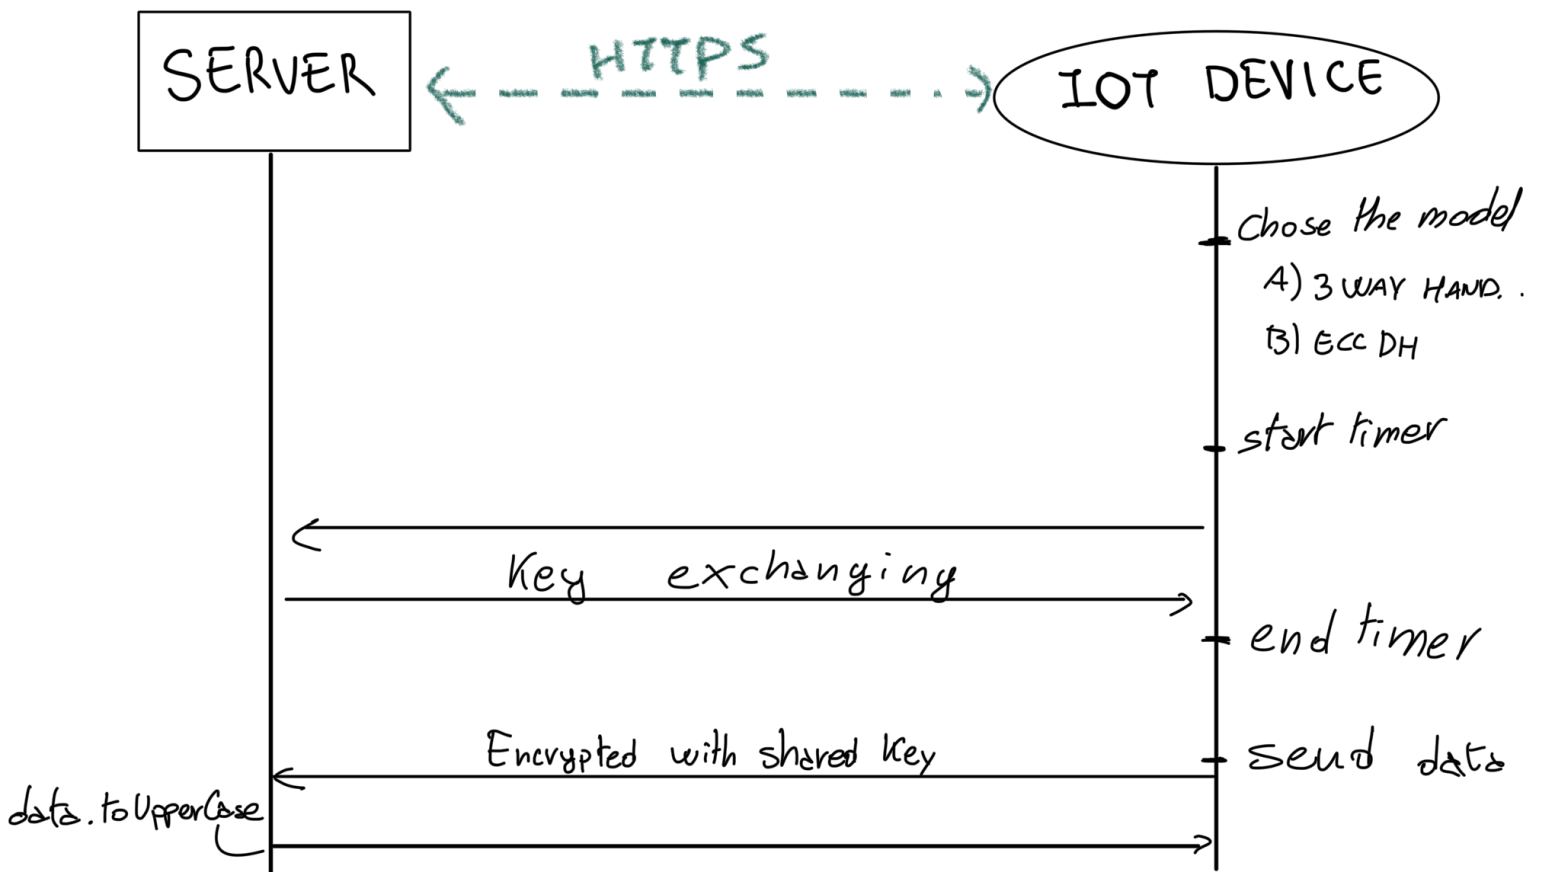 SERVER
HTTPS
IOT DEVICE
Chose the model
A) 3 WAY HAND. .
B) ECC DH
start timer
Key exchanging
end timer
Encrypted with shared Key
send data
data.toUpperCase